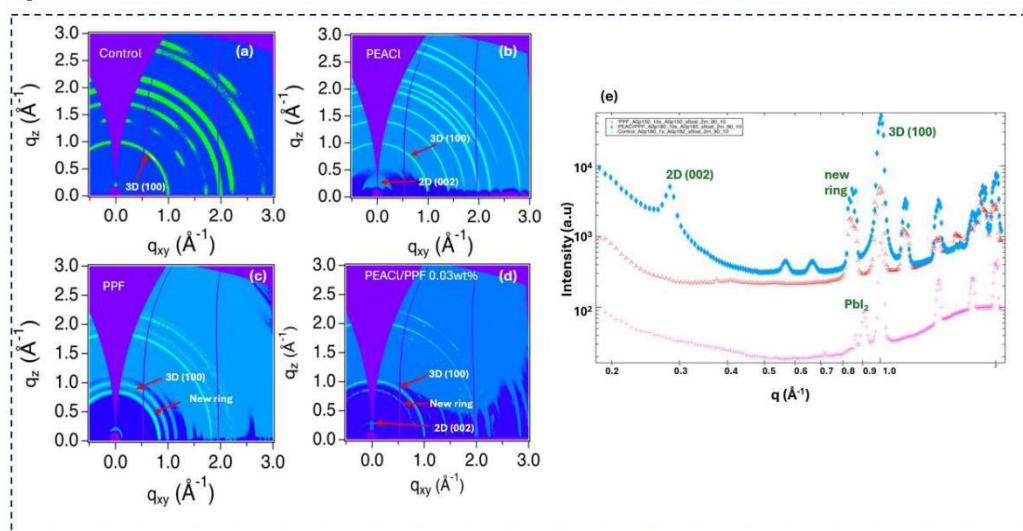 Control
(a)
3D (100)
3.0
2.5
2.0
1.5
1.0
0.5
0.0
qz (Å-1)
0.0 1.0 2.0 3.0
qxy (Å-1)
PEACl
(b)
3D (100)
2D (002)
3.0
2.5
2.0
1.5
1.0
0.5
0.0
qz (Å-1)
0.0 1.0 2.0 3.0
qxy (Å-1)
PPF
(c)
3D (100)
New ring
3.0
2.5
2.0
1.5
1.0
0.5
0.0
qz (Å-1)
0.0 1.0 2.0 3.0
qxy (Å-1)
PEACl/PPF 0.03wt%
(d)
3D (100)
New ring
2D (002)
3.0
2.5
2.0
1.5
1.0
0.5
0.0
qz (Å-1)
0.0 1.0 2.0 3.0
qxy (Å-1)
(e)
2D (002)
new
ring
3D (100)
PbI2
Intensity (a.u)
10^4
10^3
10^2
0.2 0.3 0.4 0.5 0.6 0.7 0.8 0.9 1.0
q (Å-1)